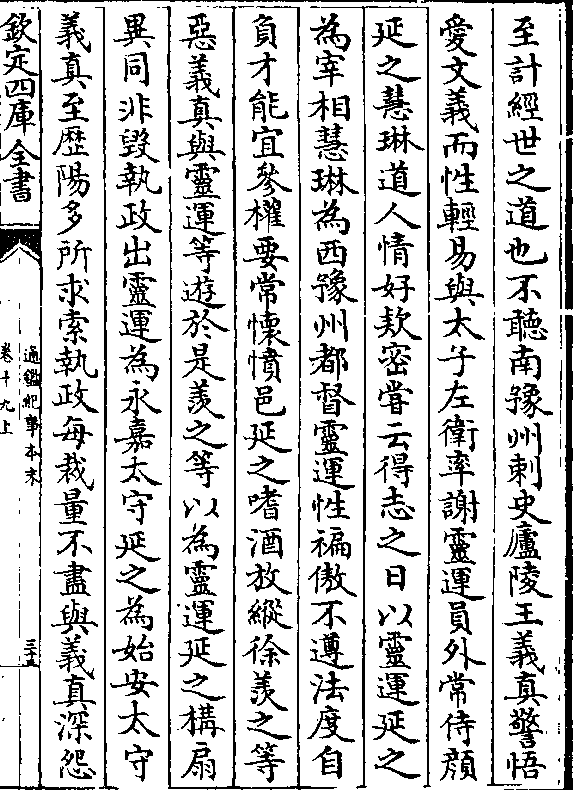 至計經世之道也不聽南豫州刺史廬陵王義真警悟
愛文義而性輕易與太子左衛率謝靈運員外常侍顔
延之慧琳道人情好款密嘗云得志之日以靈運延之
為宰相慧琳為西豫州都督靈運性褊傲不遵法度自
負才能宜參權要常懷憤邑延之嗜酒放縱徐羨之等
惡義真與靈運等遊於是羨之等以為靈運延之構扇
異同非毀執政出靈運為永嘉太守延之為始安太守
義真至歴陽多所求索執政每裁量不盡與義真深怨
欽定四庫全書
通鑑紀事本末
卷十九上
三十五